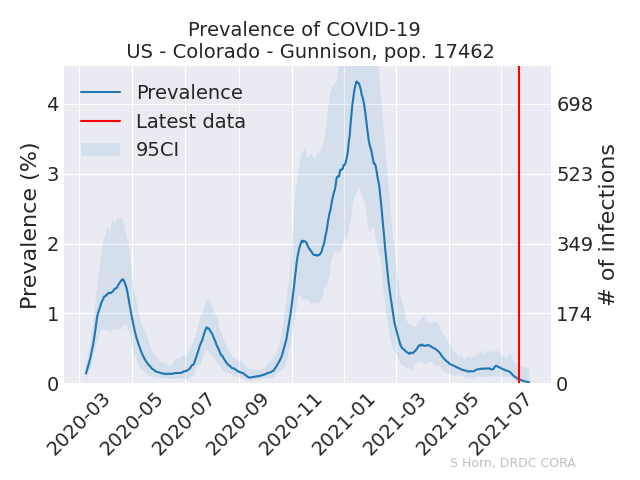 Prevalence of COVID-19
US - Colorado - Gunnison, pop. 17462
Prevalence
Latest data
95CI
Prevalence (%)
4
3
2
1
0
698
523
349
174
0
# of infections
2020-03
2020-05
2020-07
2020-09
2020-11
2021-01
2021-03
2021-05
2021-07
S Horn, DRDC CORA